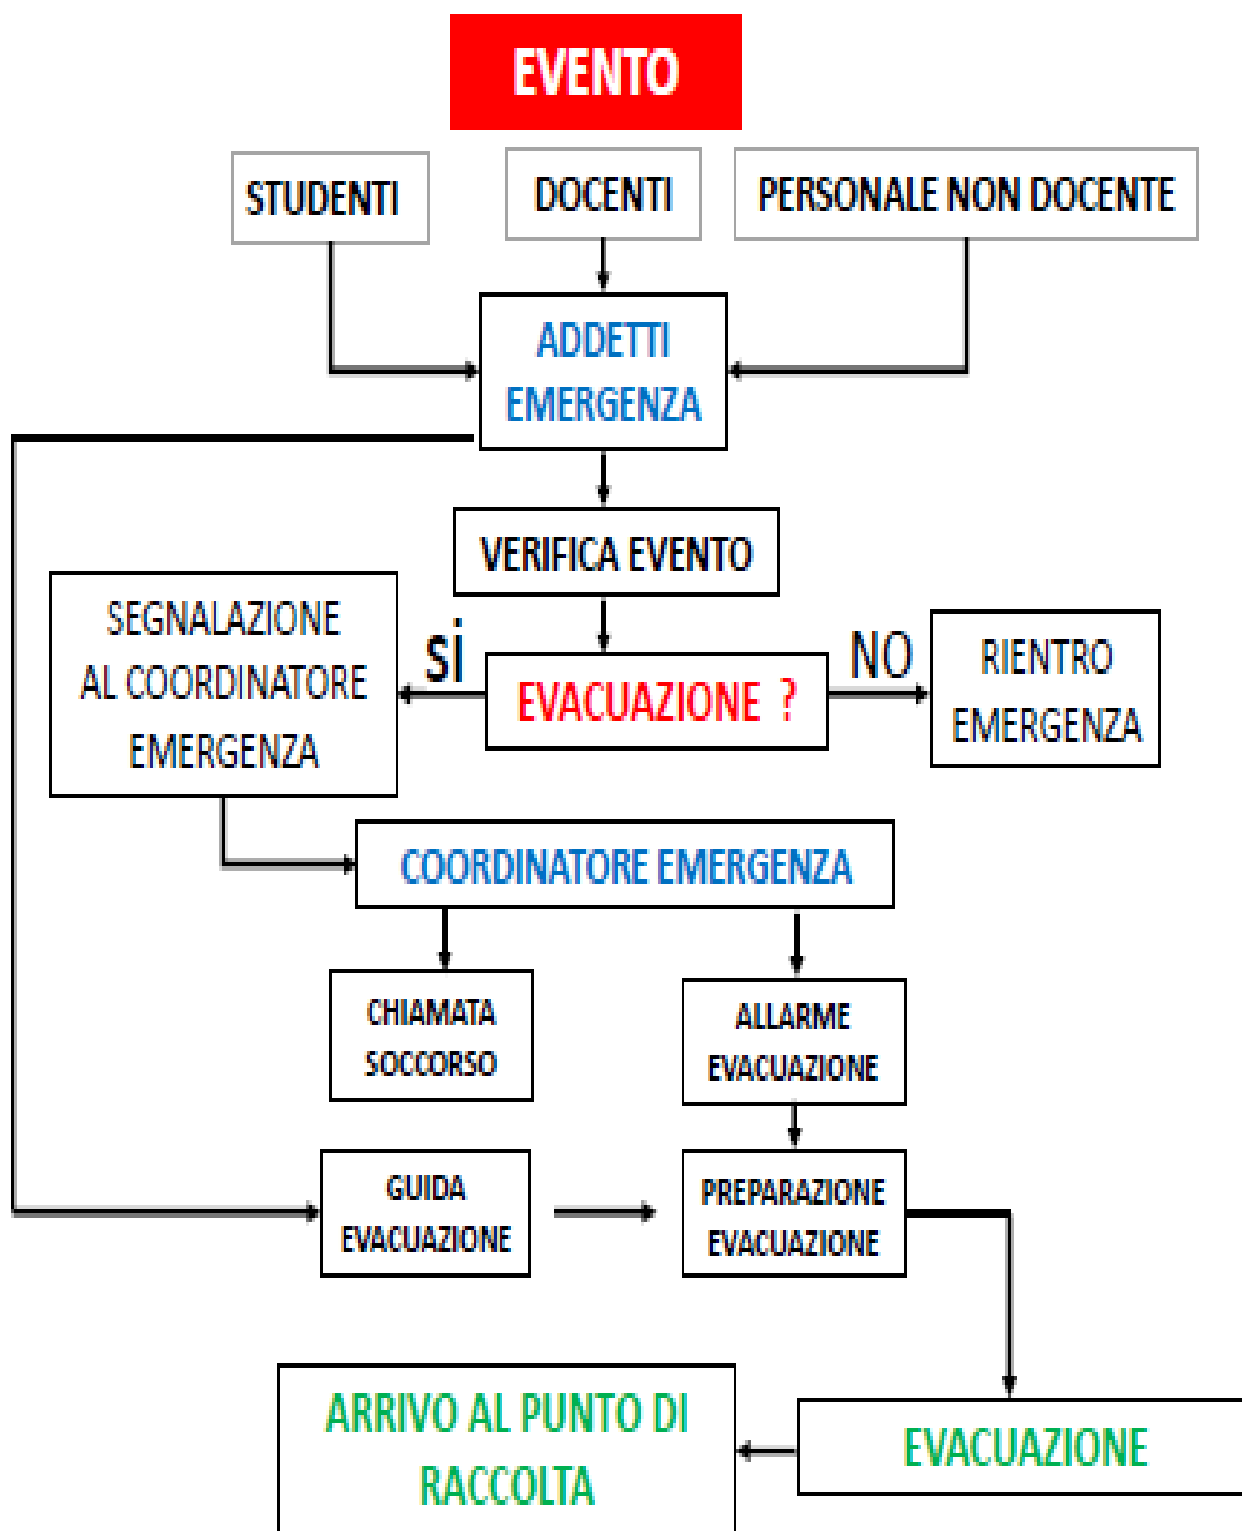 EVENTO
STUDENTI
DOCENTI
PERSONALE NON DOCENTE
ADDETTI
EMERGENZA
VERIFICA EVENTO
SEGNALAZIONE
AL COORDINATORE
EMERGENZA
si
EVACUAZIONE ?
NO
RIENTRO
EMERGENZA
COORDINATORE EMERGENZA
CHIAMATA
SOCCORSO
ALLARME
EVACUAZIONE
GUIDA
EVACUAZIONE
PREPARAZIONE
EVACUAZIONE
ARRIVO AL PUNTO DI
RACCOLTA
EVACUAZIONE